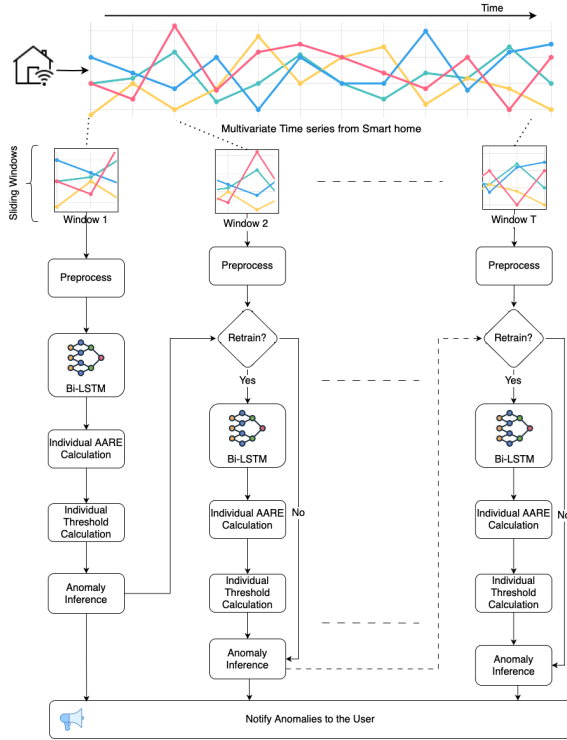 Time
Multivariate Time series from Smart home
Sliding Windows
Window 1
Window 2
Window T
Preprocess
Preprocess
Preprocess
Retrain?
Retrain?
Bi-LSTM
Yes
Yes
Bi-LSTM
Bi-LSTM
Individual AARE
Calculation
Individual AARE
Calculation
No
Individual AARE
Calculation
No
Individual
Threshold
Calculation
Individual
Threshold
Calculation
Individual
Threshold
Calculation
Anomaly
Inference
Anomaly
Inference
Anomaly
Inference
Notify Anomalies to the User